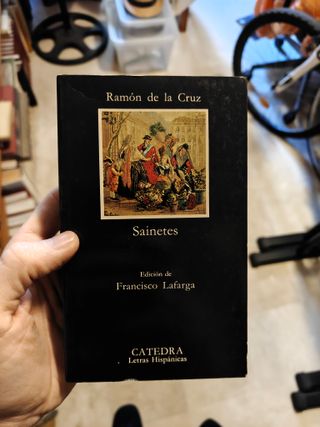 Ramón de la Cruz
Sainetes
Edición de
Francisco Lafarga
CATEDRA
Letras Hispánicas